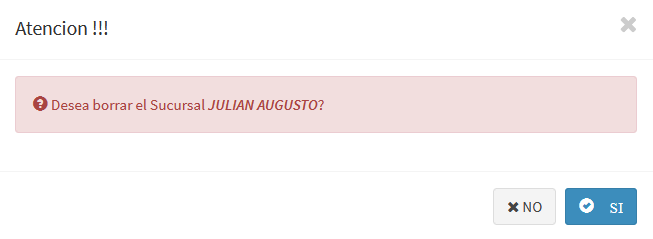 Atencion !!!
Desea borrar el Sucursal JULIAN AUGUSTO?
NO
SI